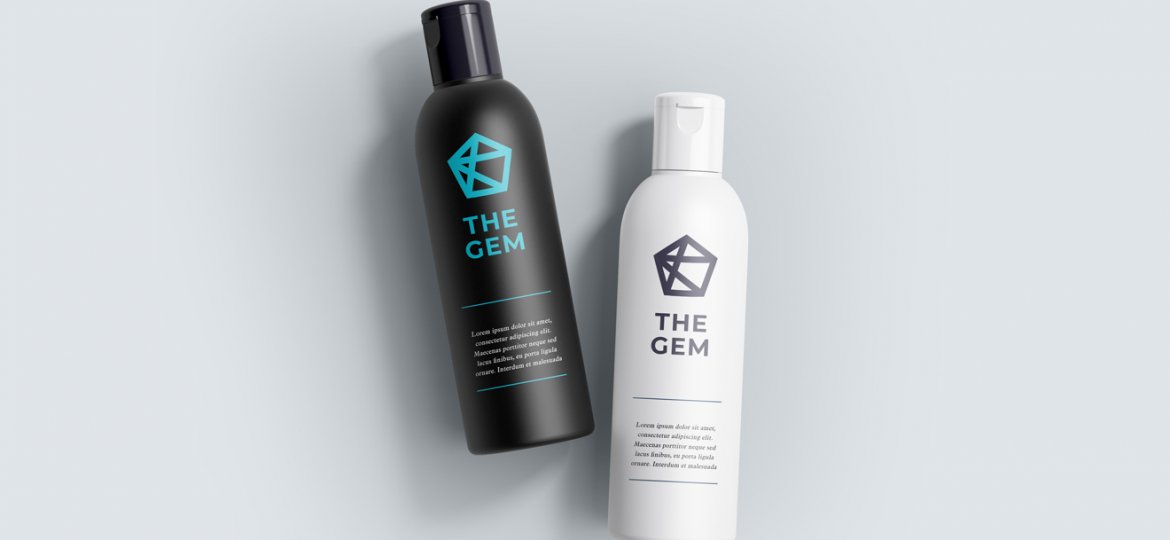 THE
GEM
Lorem ipsum dolor sit amet,
consectetur adipiscing elit.
Maecenas porttitor neque sed
lacus finibus, eu porta ligula
ornare. Interdum et malesuada
THE
GEM
Lorem ipsum dolor sit amet,
consectetur adipiscing elit.
Maecenas porttitor neque sed
lacus finibus, eu porta ligula
ornare. Interdum et malesuada